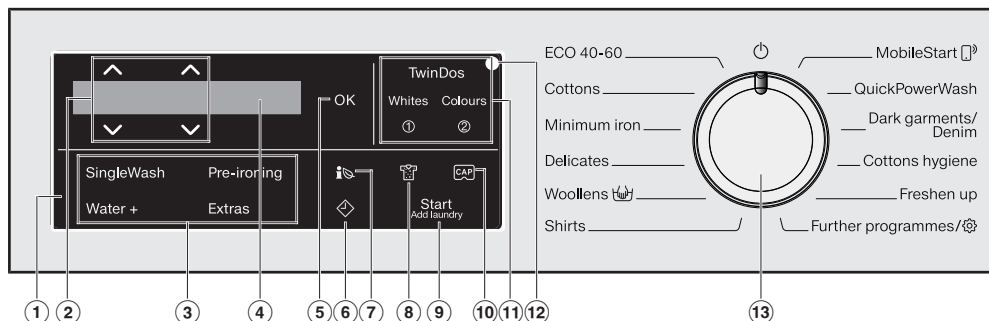 TwinDos
OK
Whites Colours
① ②
SingleWash Pre-ironing
CAP
Water + Extras
Start
Add laundry
ECO 40-60
Cottons
Minimum iron
Delicates
Woollens
Shirts
MobileStart
QuickPowerWash
Dark garments/
Denim
Cottons hygiene
Freshen up
Further programmes/
① ② ③ ④ ⑤ ⑥ ⑦ ⑧ ⑨ ⑩ ⑪ ⑫ ⑬